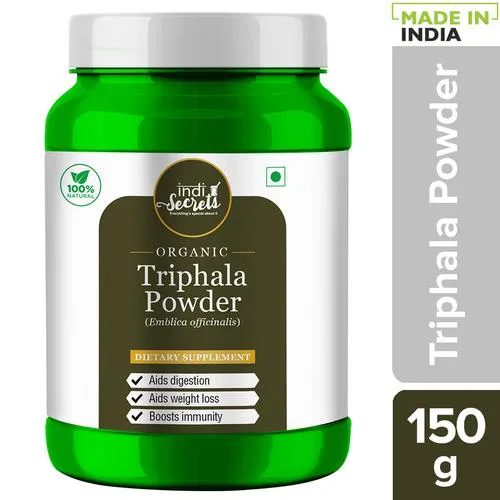 MADE IN
INDIA
100%
NATURAL
indi
Secrets
Everything's special about it
ORGANIC
Triphala
Powder
(Emblica officinalis)
DIETARY SUPPLEMENT
Aids digestion
Aids weight loss
Boosts immunity
Triphala Powder
150
g